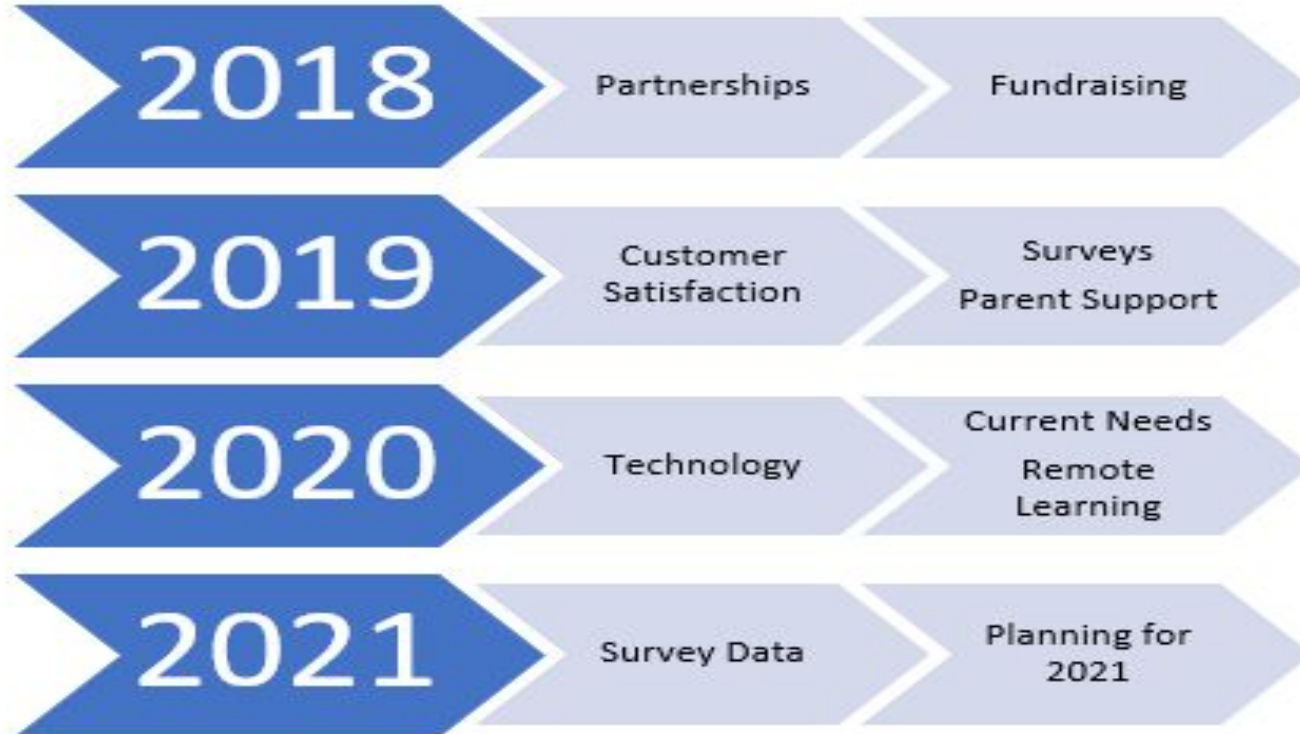 2018
Partnerships
Fundraising
2019
Customer
Satisfaction
Surveys
Parent Support
2020
Technology
Current Needs
Remote
Learning
2021
Survey Data
Planning for
2021